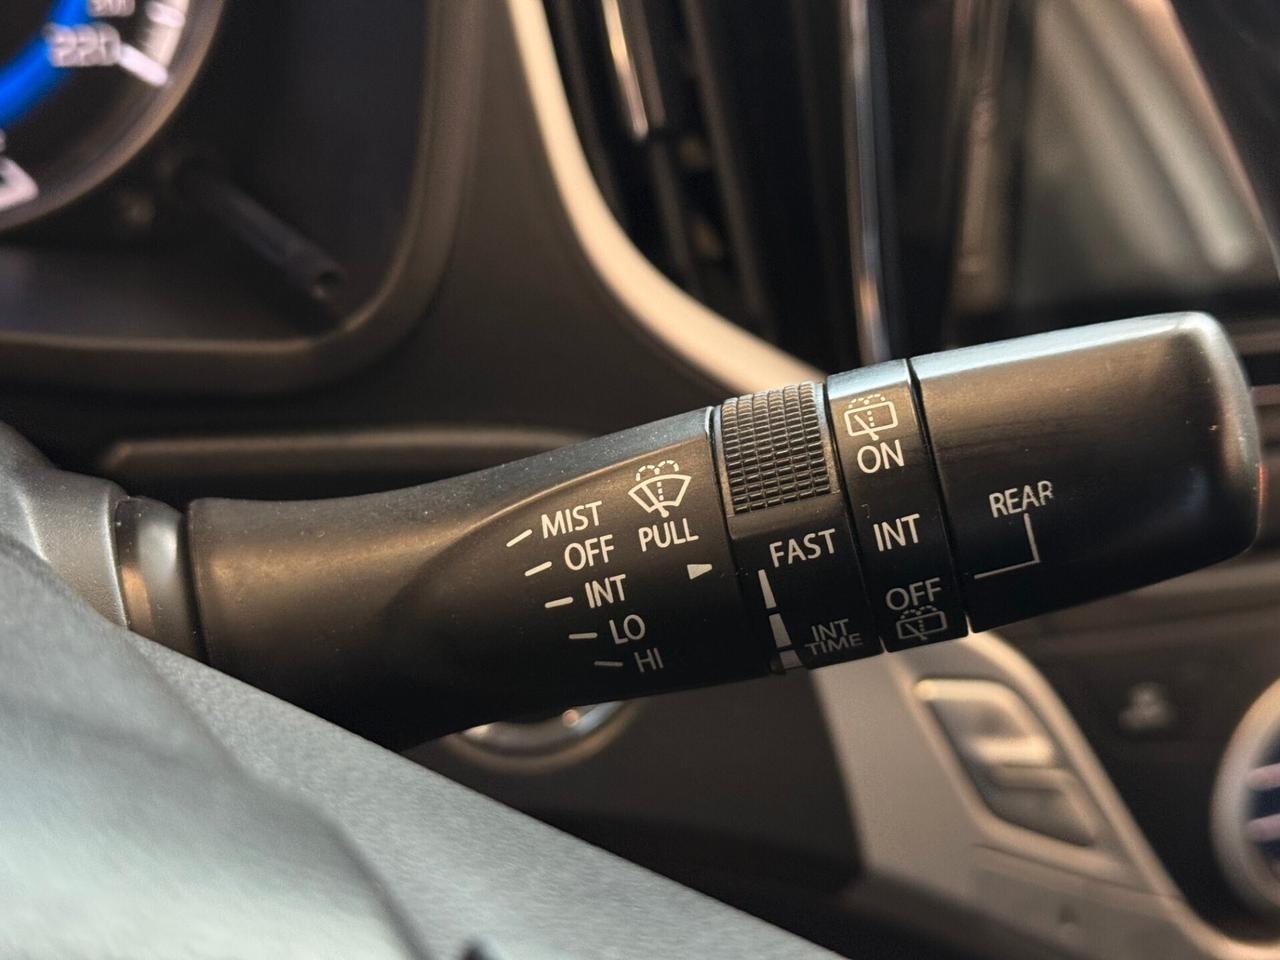 220
MIST
OFF
INT
LO
HI
PULL
FAST
INT
TIME
ON
INT
OFF
REAR